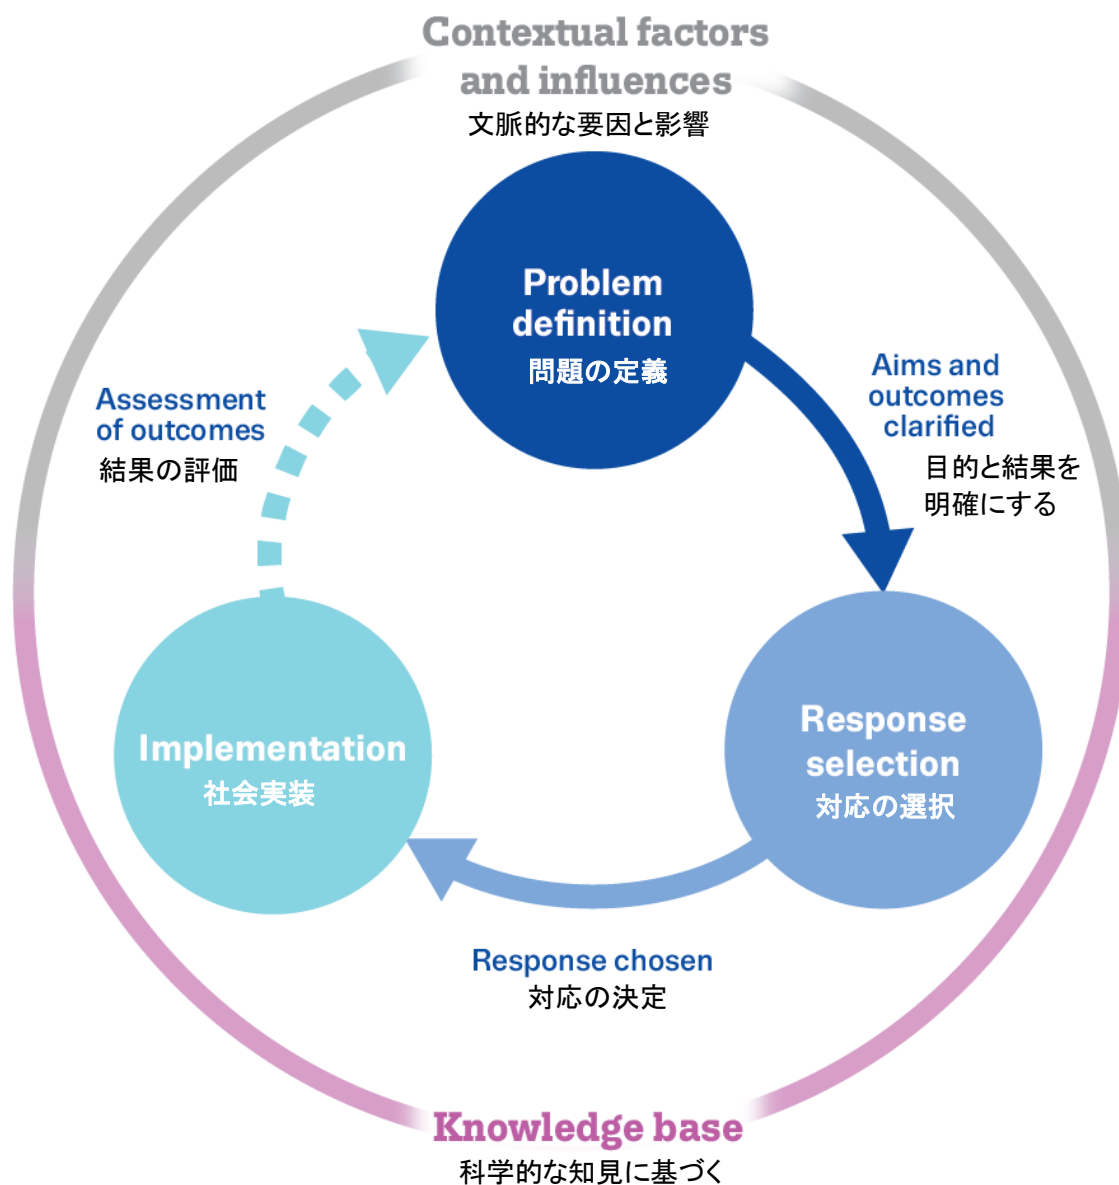 Contextual factors
and influences
文脈的な要因と影響
Problem
definition
問題の定義
Aims and
outcomes
clarified
目的と結果を
明確にする
Assessment
of outcomes
結果の評価
Response
selection
対応の選択
Implementation
社会実装
Response chosen
対応の決定
Knowledge base
科学的な知見に基づく